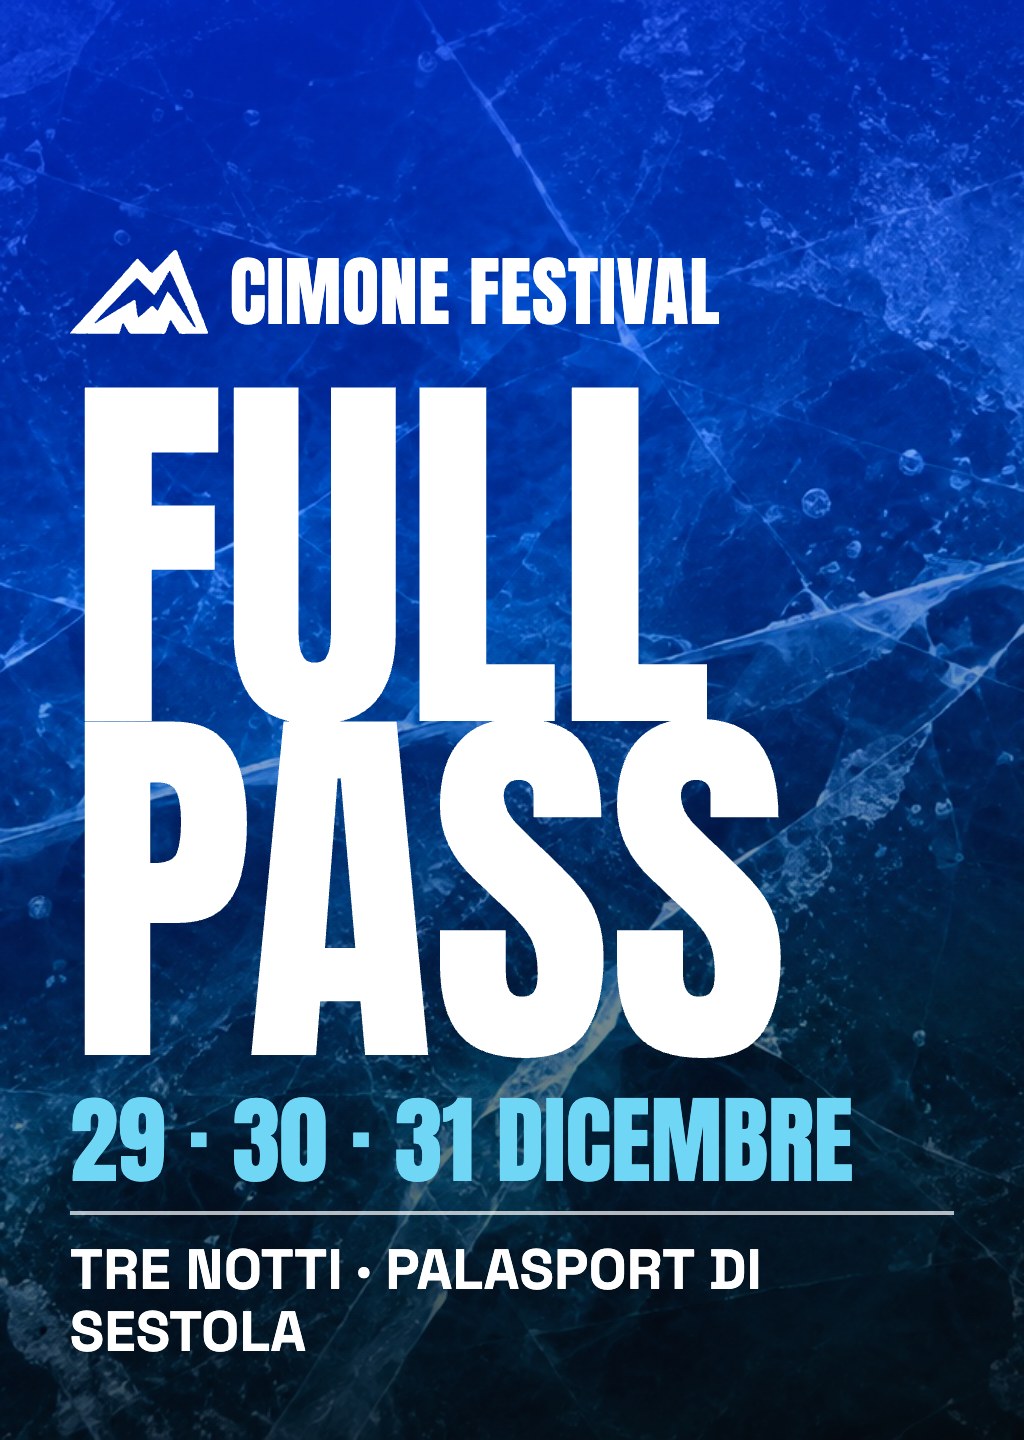 CIMONE FESTIVAL
FULL
PASS
29 · 30 · 31 DICEMBRE
TRE NOTTI · PALASPORT DI
SESTOLA